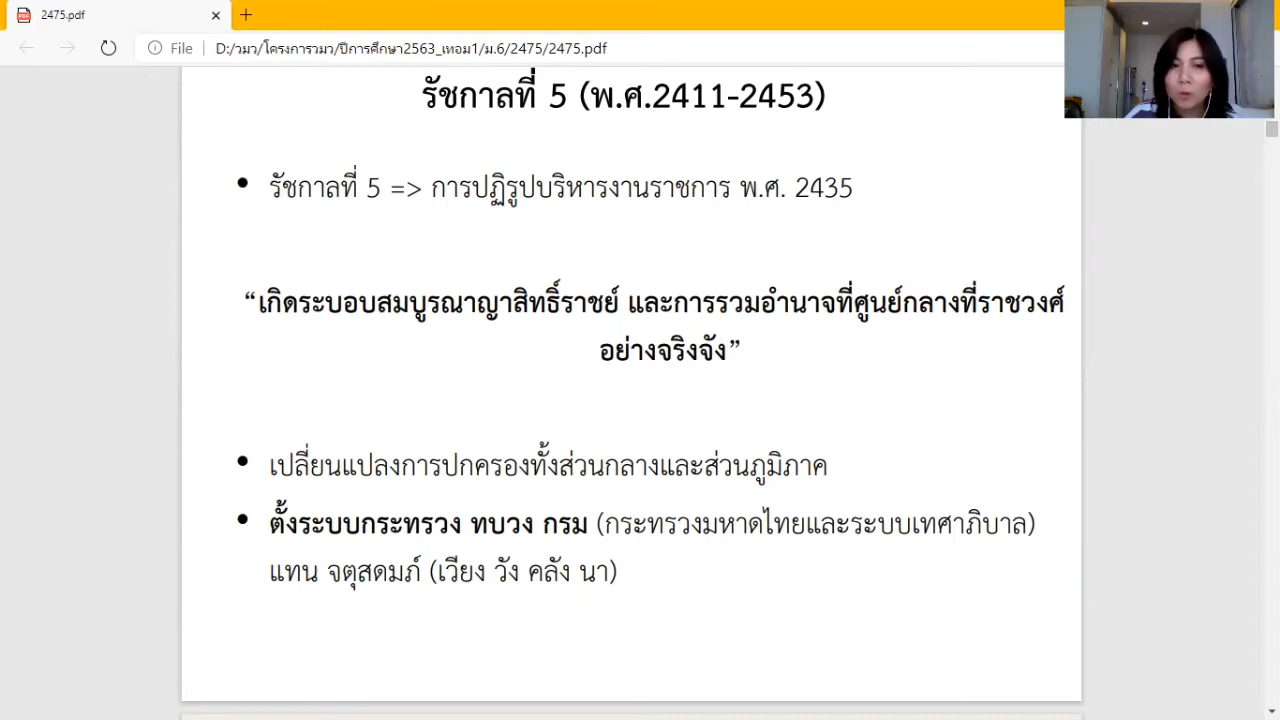 2475.pdf
File
D:/วมว/โครงการวมว/ปีการศึกษา2563_เทอม1/ม.6/2475/2475.pdf
รัชกาลที่ 5 (พ.ศ.2411-2453)
• รัชกาลที่ 5 => การปฏิรูปบริหารงานราชการ พ.ศ. 2435
“เกิดระบอบสมบูรณาญาสิทธิ์ราชย์ และการรวมอำนาจที่ศูนย์กลางที่ราชวงศ์
อย่างจริงจัง”
• เปลี่ยนแปลงการปกครองทั้งส่วนกลางและส่วนภูมิภาค
• ตั้งระบบกระทรวง ทบวง กรม (กระทรวงมหาดไทยและระบบเทศาภิบาล)
แทน จตุสดมภ์ (เวียง วัง คลัง นา)